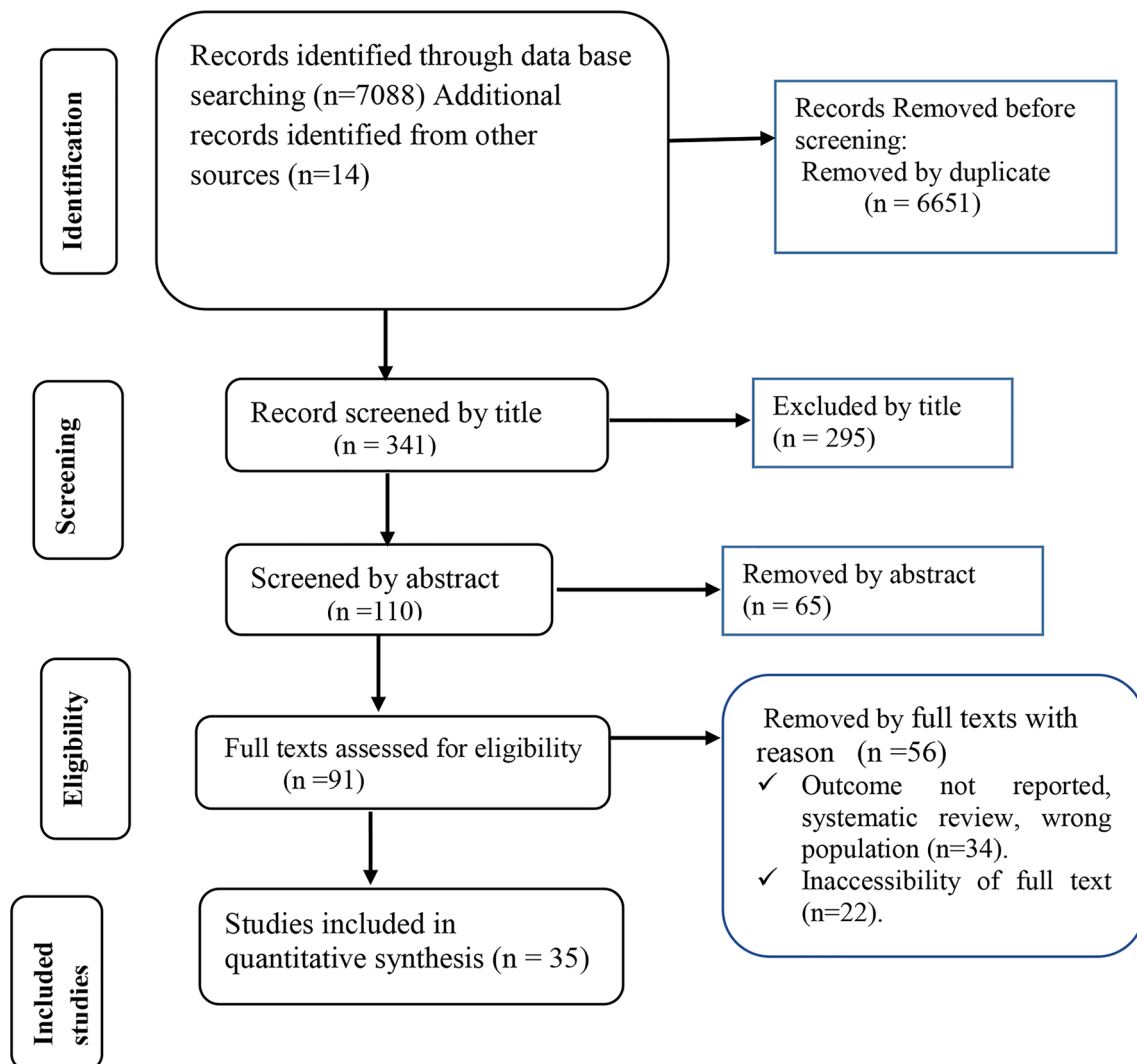 Identification
Records identified through data base
searching (n=7088) Additional
records identified from other
sources (n=14)
Records Removed before
screening:
Removed by duplicate
(n = 6651)
Screening
Record screened by title
(n = 341)
Excluded by title
(n = 295)
Screened by abstract
(n =110)
Removed by abstract
(n = 65)
Eligibility
Full texts assessed for eligibility
(n =91)
Removed by full texts with
reason (n =56)
✓ Outcome not reported,
systematic review, wrong
population (n=34).
✓ Inaccessibility of full text
(n=22).
Included
studies
Studies included in
quantitative synthesis (n = 35)